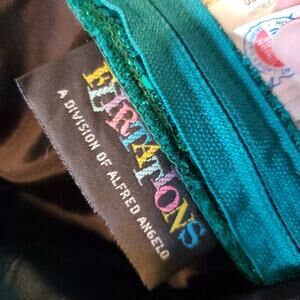 FLIRTATIONS
A DIVISION OF ALFRED ANGELO